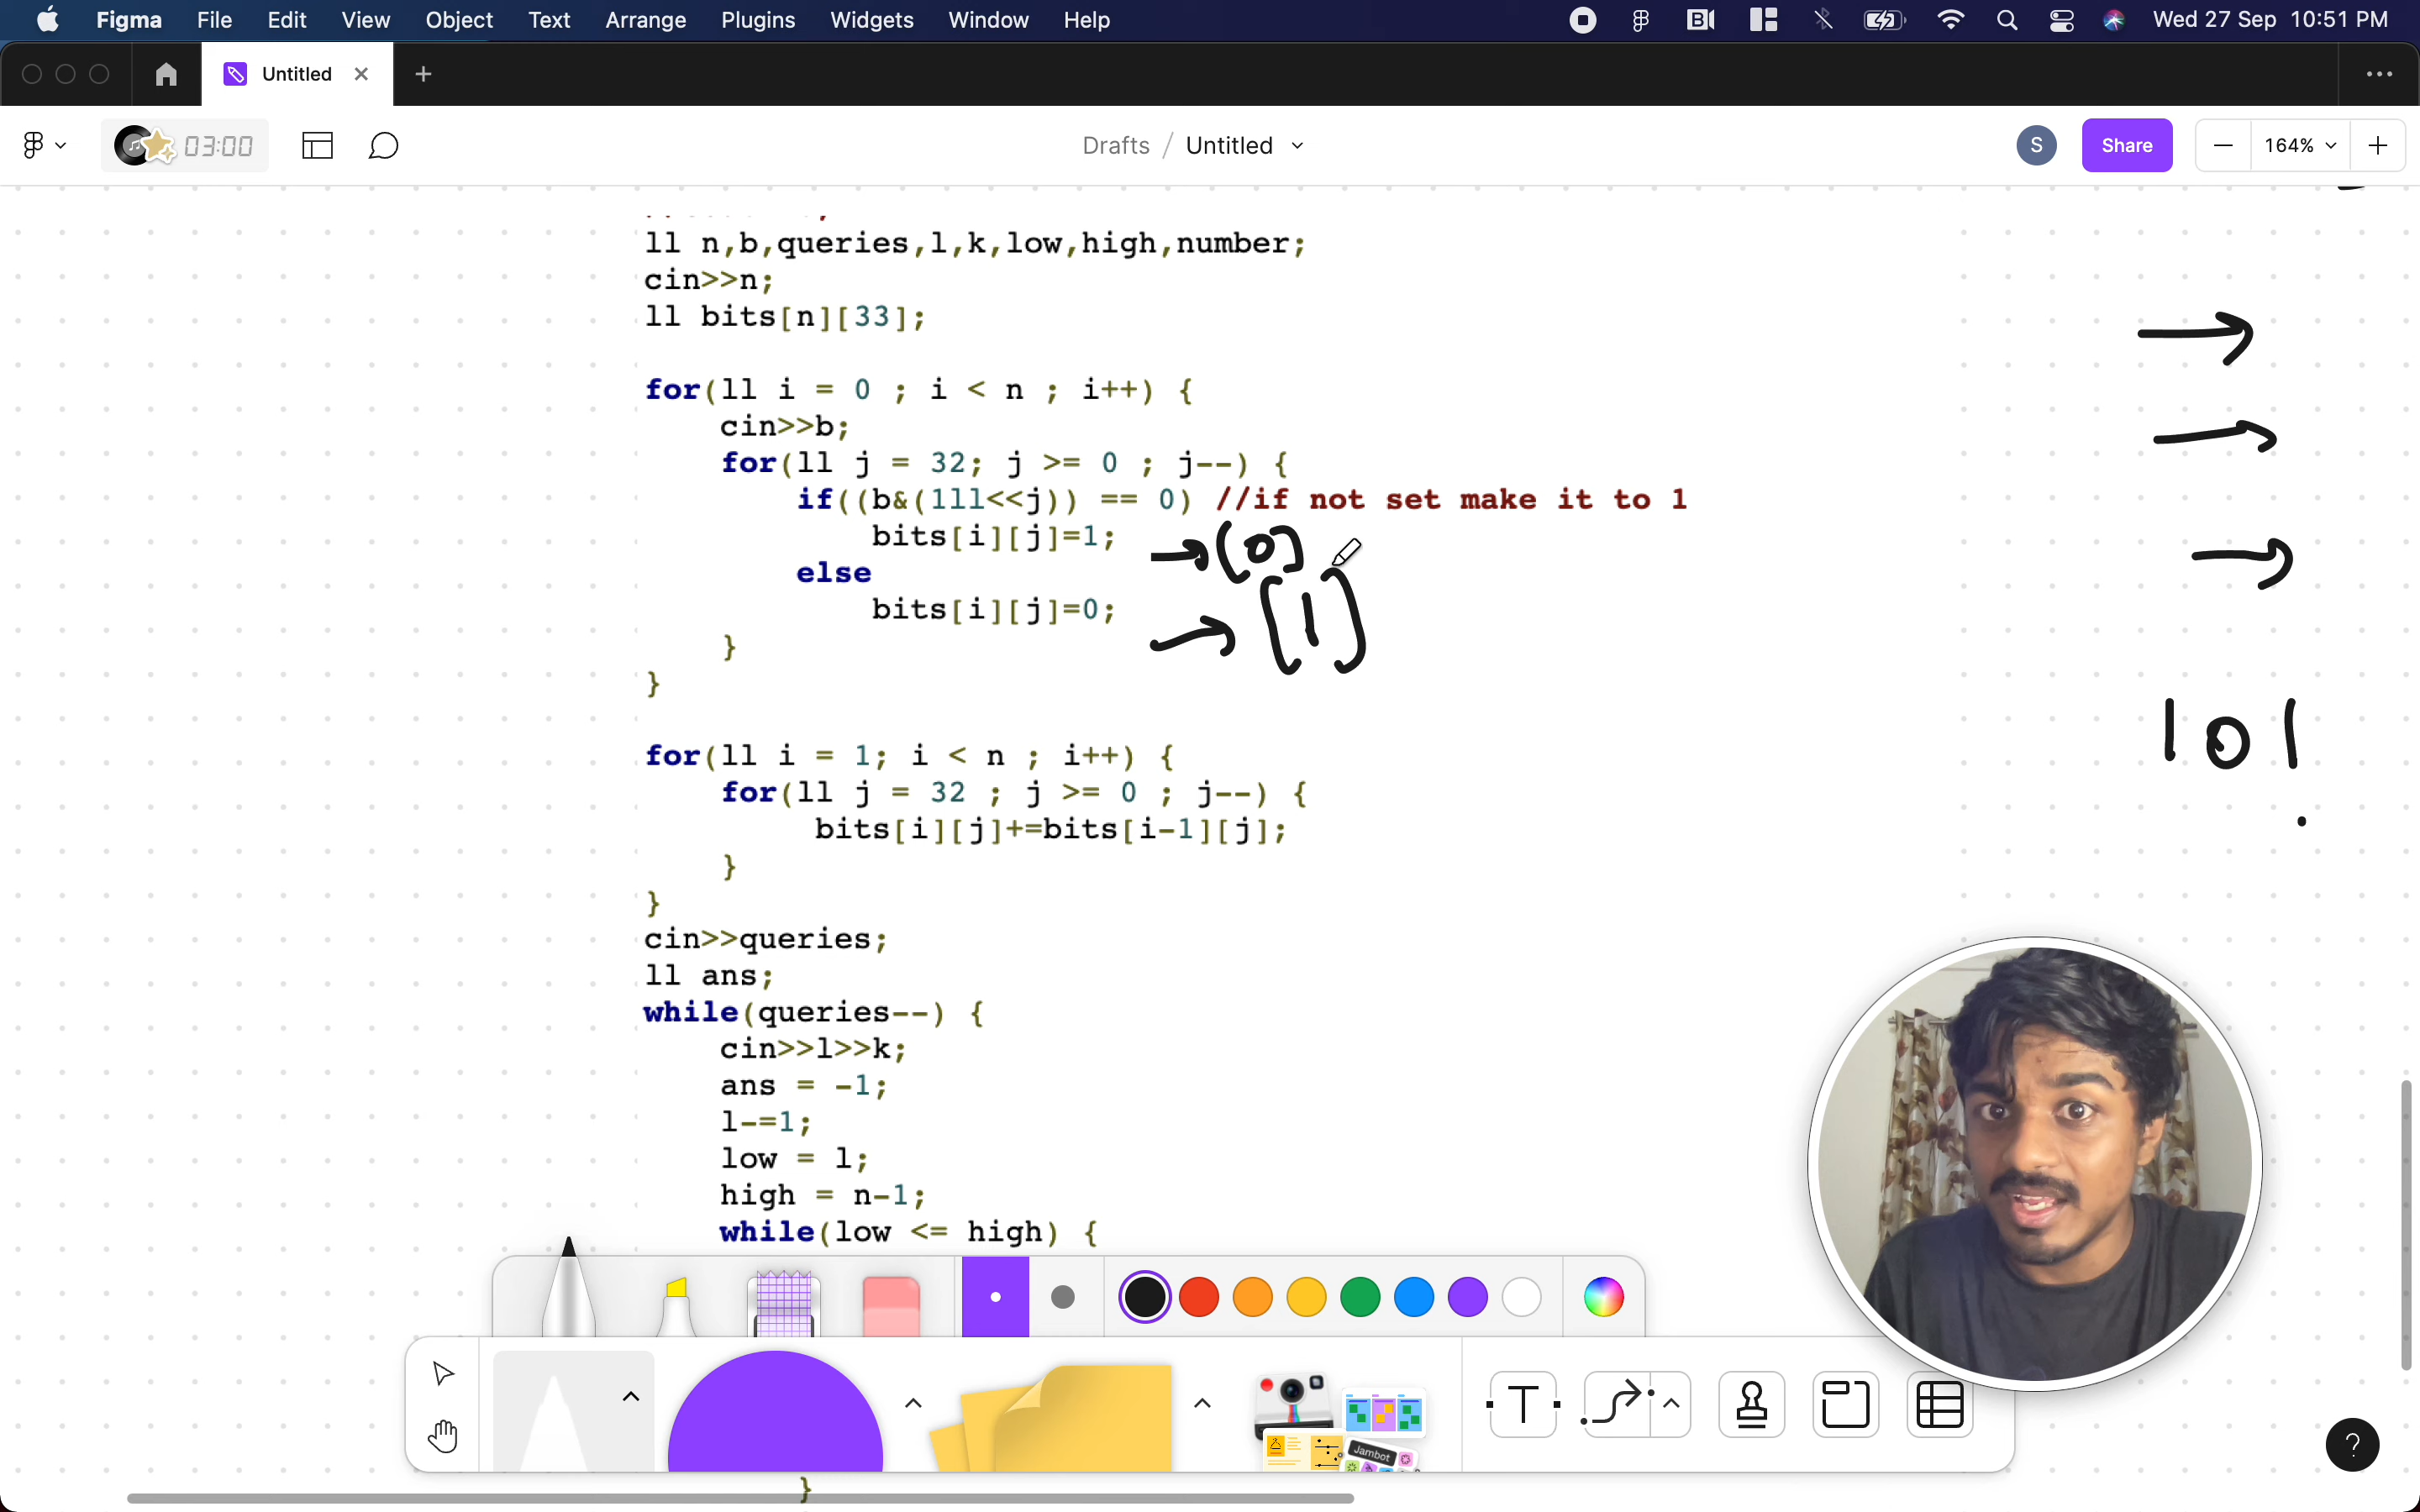 Figma File Edit View Object Text Arrange Plugins Widgets Window Help Wed 27 Sep 10:51 PM
Untitled
03:00 Drafts / Untitled S Share 164%
ll n,b,queries,l,k,low,high,number;
cin>>n;
ll bits[n][33];
for(ll i = 0 ; i < n ; i++) {
cin>>b;
for(ll j = 32; j >= 0 ; j--) {
if((b&(1ll<<j)) == 0) //if not set make it to 1
bits[i][j]=1; → [0]
else
bits[i][j]=0; → [1]
}
}
101
for(ll i = 1; i < n ; i++) {
for(ll j = 32 ; j >= 0 ; j--) {
bits[i][j]+=bits[i-1][j];
}
}
cin>>queries;
ll ans;
while(queries--) {
cin>>l>>k;
ans = -1;
l-=1;
low = l;
high = n-1;
while(low <= high) {
T
Jambot
?
}